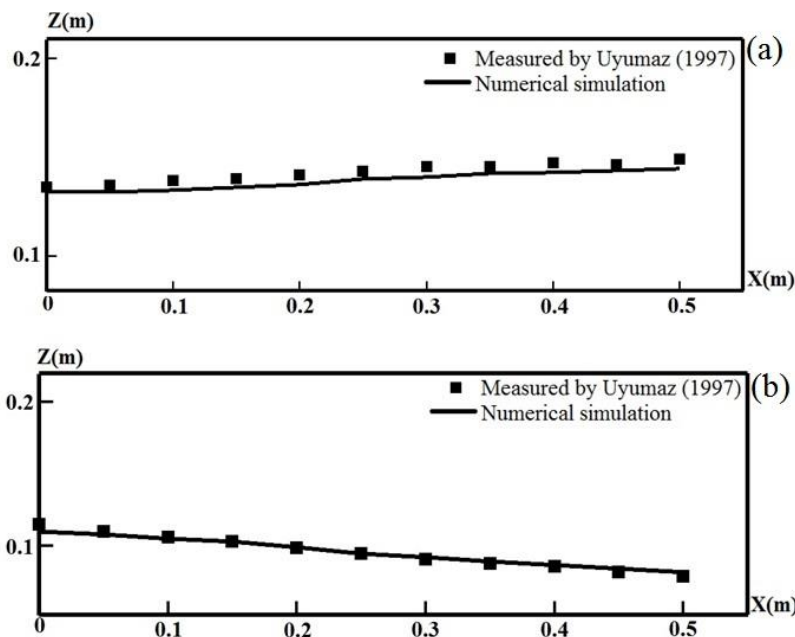 Z(m)
(a)
0.2
Measured by Uyumaz (1997)
Numerical simulation
0.1
X(m)
0 0.1 0.2 0.3 0.4 0.5
Z(m)
(b)
0.2
Measured by Uyumaz (1997)
Numerical simulation
0.1
X(m)
0 0.1 0.2 0.3 0.4 0.5